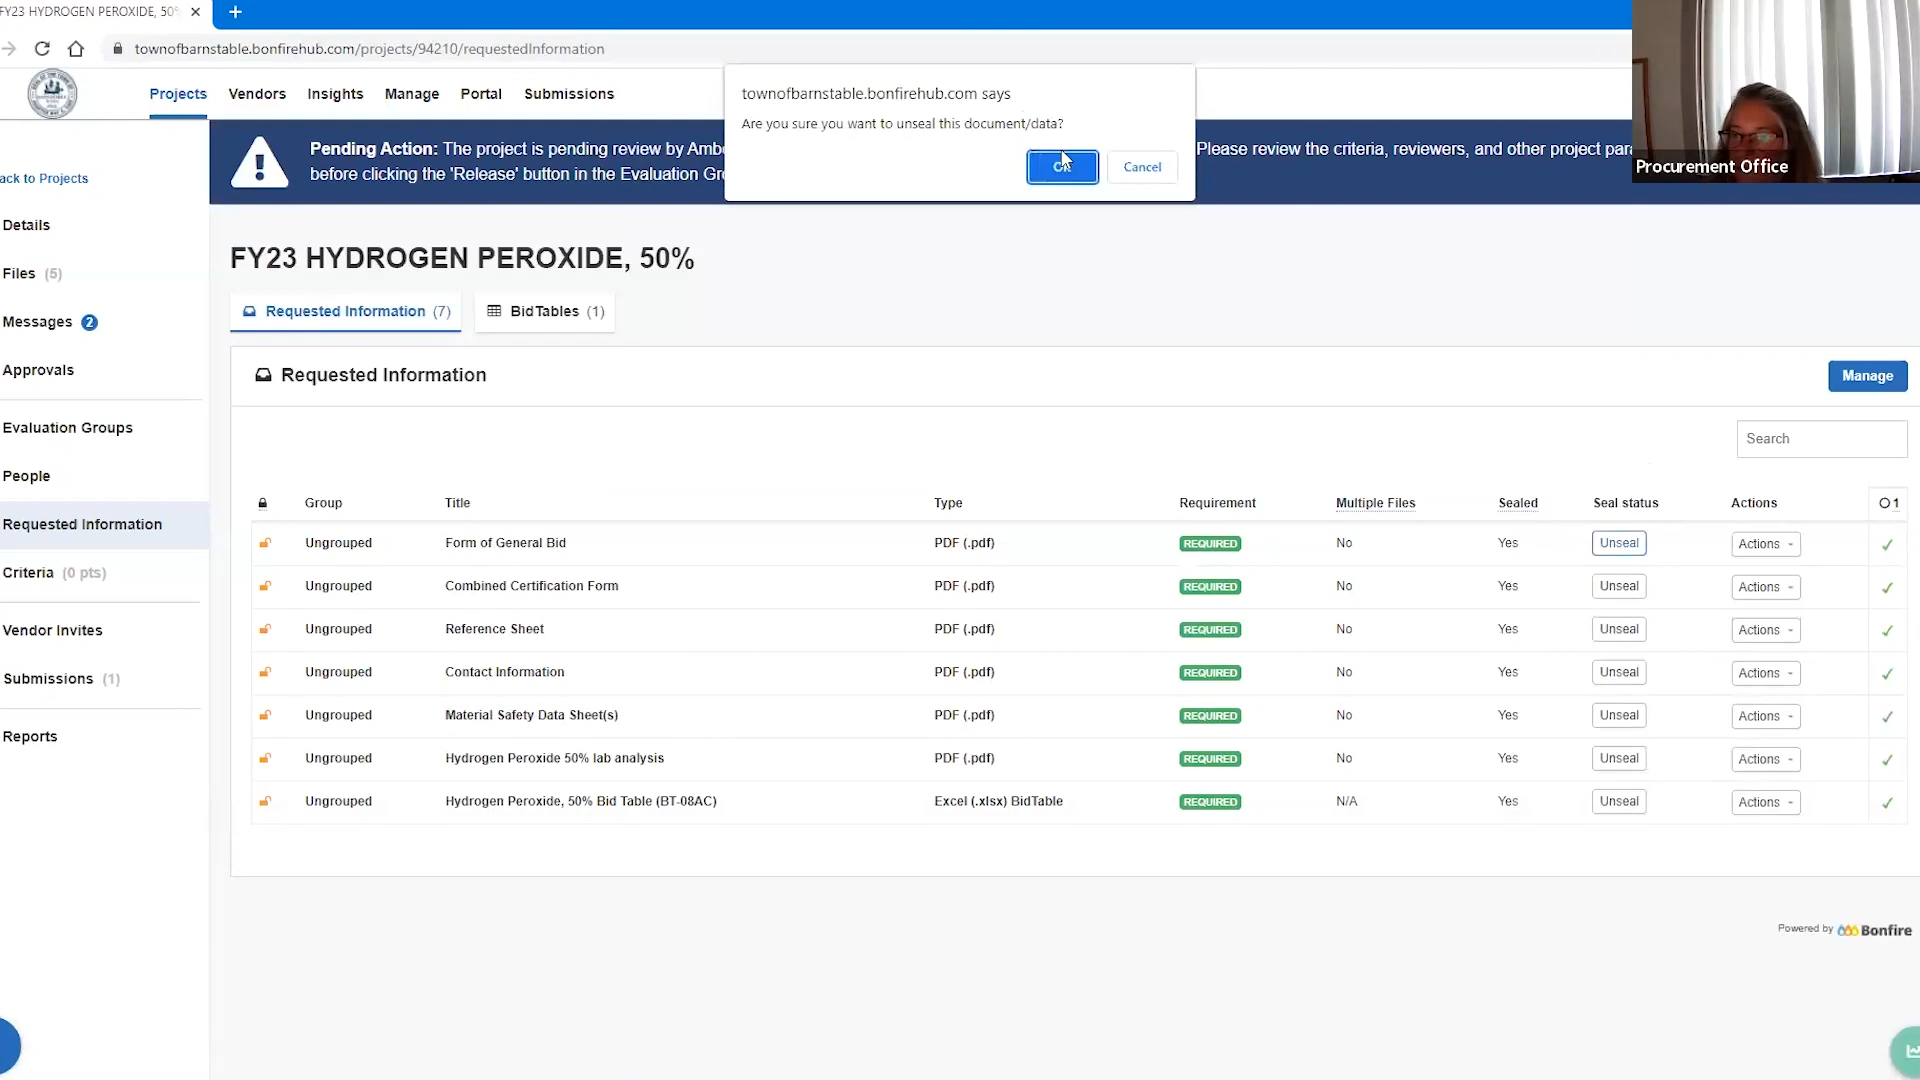 FY23 HYDROGEN PEROXIDE, 50%
townofbarnstable.bonfirehub.com/projects/94210/requestedInformation
Projects Vendors Insights Manage Portal Submissions
townofbarnstable.bonfirehub.com says
Are you sure you want to unseal this document/data?
Cancel
Procurement Office
Pending Action: The project is pending review by Please review the criteria, reviewers, and other project
before clicking the 'Release' button in the Evaluation
ack to Projects
Details
Files (5)
Messages 2
Approvals
Evaluation Groups
People
Requested Information
Criteria (0 pts)
Vendor Invites
Submissions (1)
Reports
FY23 HYDROGEN PEROXIDE, 50%
Requested Information (7) BidTables (1)
Requested Information
Manage
Search
Group Title Type Requirement Multiple Files Sealed Seal status Actions 1
Ungrouped Form of General Bid PDF (.pdf) REQUIRED No Yes Unseal Actions
Ungrouped Combined Certification Form PDF (.pdf) REQUIRED No Yes Unseal Actions
Ungrouped Reference Sheet PDF (.pdf) REQUIRED No Yes Unseal Actions
Ungrouped Contact Information PDF (.pdf) REQUIRED No Yes Unseal Actions
Ungrouped Material Safety Data Sheet(s) PDF (.pdf) REQUIRED No Yes Unseal Actions
Ungrouped Hydrogen Peroxide 50% lab analysis PDF (.pdf) REQUIRED No Yes Unseal Actions
Ungrouped Hydrogen Peroxide, 50% Bid Table (BT-08AC) Excel (.xlsx) BidTable REQUIRED N/A Yes Unseal Actions
Powered by Bonfire